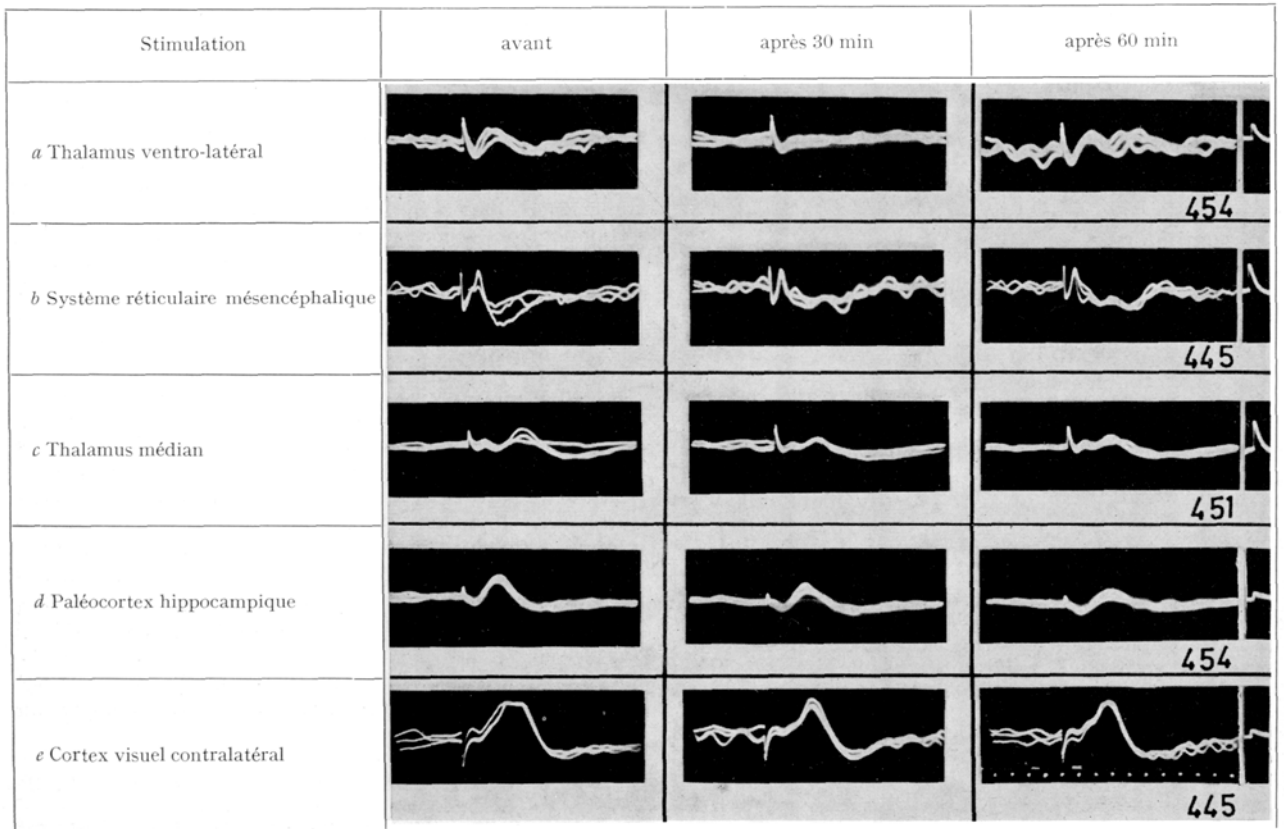 Stimulation avant après 30 min après 60 min
a Thalamus ventro-latéral
454
b Système réticulaire mésencéphalique
445
c Thalamus médian
451
d Paléocortex hippocampique
454
e Cortex visuel contralatéral
445